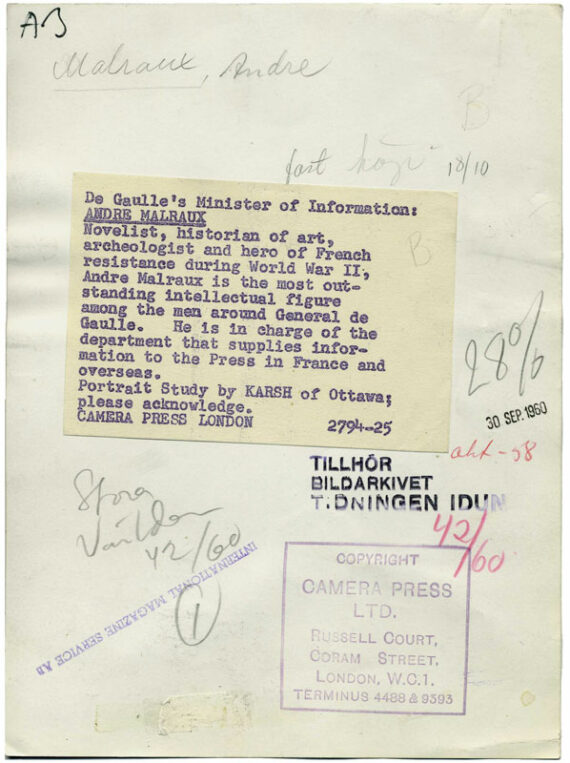 AB
Malraux, Andre
B
fast höj 18/10
De Gaulle's Minister of Information:
ANDRE MALRAUX
Novelist, historian of art,
archeologist and hero of French
resistance during World War II,
Andre Malraux is the most out-
standing intellectual figure
among the men around General de
Gaulle. He is in charge of the
department that supplies infor-
mation to the Press in France and
overseas.
Portrait Study by KARSH of Ottawa;
please acknowledge.
CAMERA PRESS LONDON 2794-25
B
28%
30 SEP. 1960
okt-58
TILLHÖR
BILDARKIVET
TIDNINGEN IDUN
42/60
Stora
Världen
42/60
1
INTERNATIONAL MAGAZINE SERVICE AB
COPYRIGHT
CAMERA PRESS
LTD.
RUSSELL COURT,
CORAM STREET,
LONDON, W.C.1.
TERMINUS 4488 & 9393